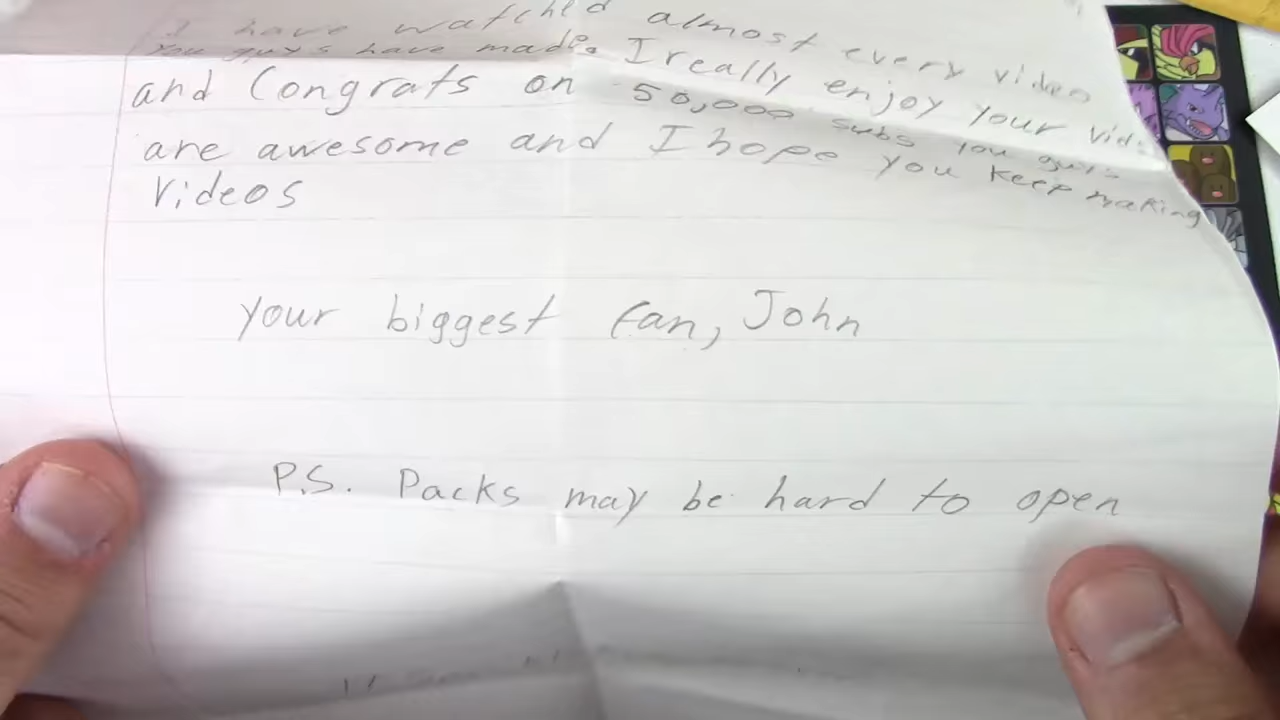 I have watched almost every video
you guys have made. I really enjoy your vid
and Congrats on 50,000 subs you guys
are awesome and I hope you keep making
Videos
your biggest fan, John
P.S. Packs may be hard to open